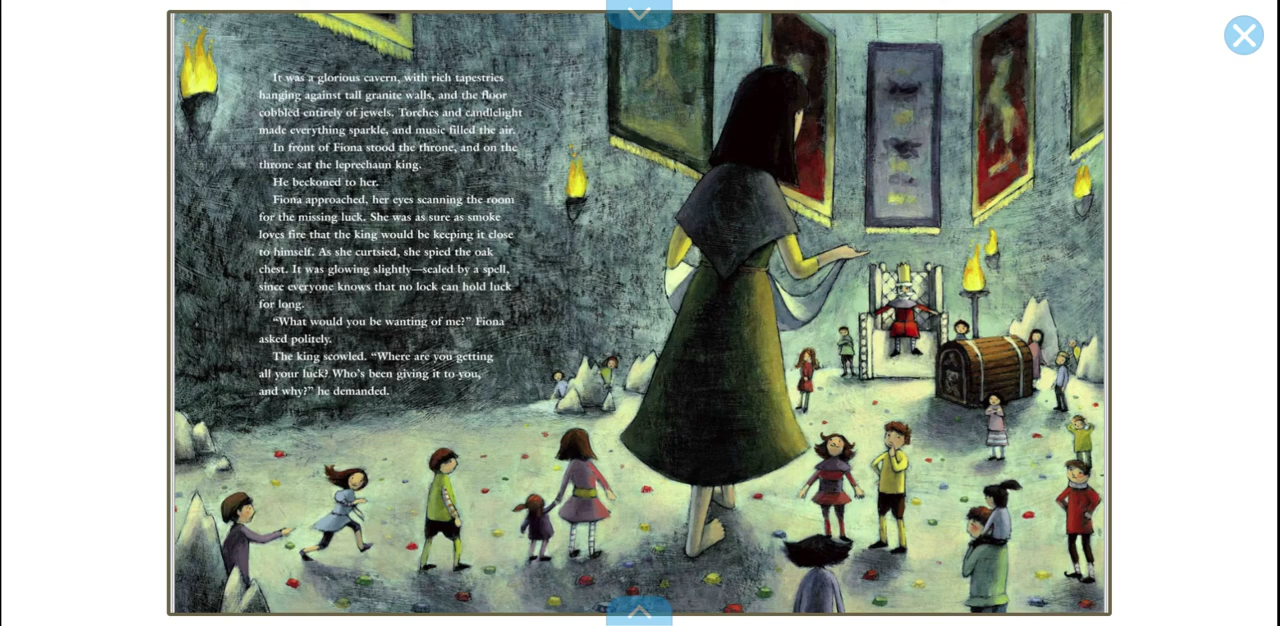 It was a glorious cavern, with rich tapestries
hanging against tall granite walls, and the floor
cobbled entirely of jewels. Torches and candlelight
made everything sparkle, and music filled the air.
In front of Fiona stood the throne, and on the
throne sat the leprechaun king.
He beckoned to her.
Fiona approached, her eyes scanning the room
for the missing luck. She was as sure as smoke
loves fire that the king would be keeping it close
to himself. As she curtsied, she spied the oak
chest. It was glowing slightly—sealed by a spell,
since everyone knows that no lock can hold luck
for long.
“What would you be wanting of me?” Fiona
asked politely.
The king scowled. “Where are you getting
all your luck? Who’s been giving it to you,
and why?” he demanded.